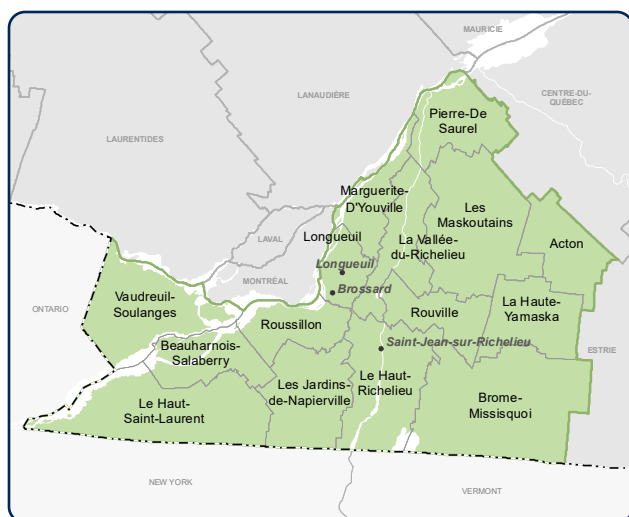 MAURICIE
CENTRE-DU-
QUÉBEC
LANAUDIÈRE
LAURENTIDES
Pierre-De
Saurel
Marguerite-
D'Youville
Les
Maskoutains
Longueuil
LAVAL
La Vallée-
du-Richelieu
Acton
Longueuil
MONTRÉAL
Brossard
Vaudreuil-
Soulanges
ONTARIO
La Haute-
Yamaska
Roussillon
Rouville
Beauharnois-
Salaberry
Saint-Jean-sur-Richelieu
ESTRIE
Les Jardins-
de-Napierville
Le Haut-
Richelieu
Le Haut-
Saint-Laurent
Brome-
Missisquoi
NEW YORK
VERMONT